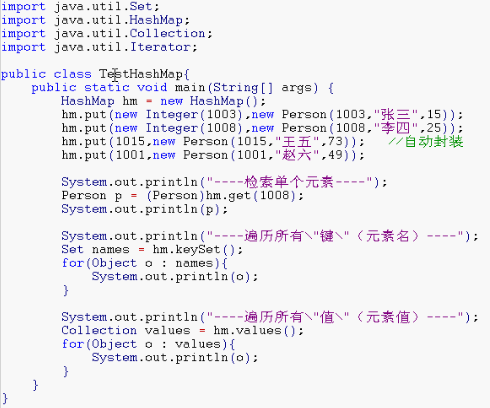 import java.util.Set;
import java.util.HashMap;
import java.util.Collection;
import java.util.Iterator;
public class TestHashMap{
public static void main(String[] args) {
HashMap hm = new HashMap();
hm.put(new Integer(1003),new Person(1003,"张三",15));
hm.put(new Integer(1008),new Person(1008,"李四",25));
hm.put(1015,new Person(1015,"王五",73)); //自动封装
hm.put(1001,new Person(1001,"赵六",49));
System.out.println("----检索单个元素----");
Person p = (Person)hm.get(1008);
System.out.println(p);
System.out.println("----遍历所有\"键\"（元素名）----");
Set names = hm.keySet();
for(Object o : names){
System.out.println(o);
}
System.out.println("----遍历所有\"值\"（元素值）----");
Collection values = hm.values();
for(Object o : values){
System.out.println(o);
}
}
}